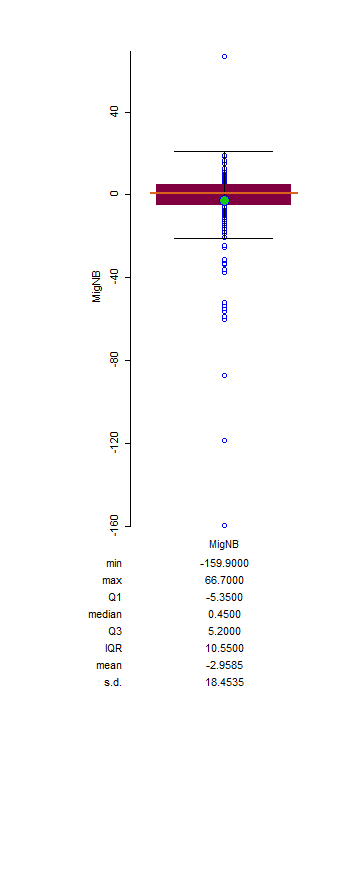 40
0
-40
-80
-120
-160
MigNB
MigNB
min -159.9000
max 66.7000
Q1 -5.3500
median 0.4500
Q3 5.2000
IQR 10.5500
mean -2.9585
s.d. 18.4535